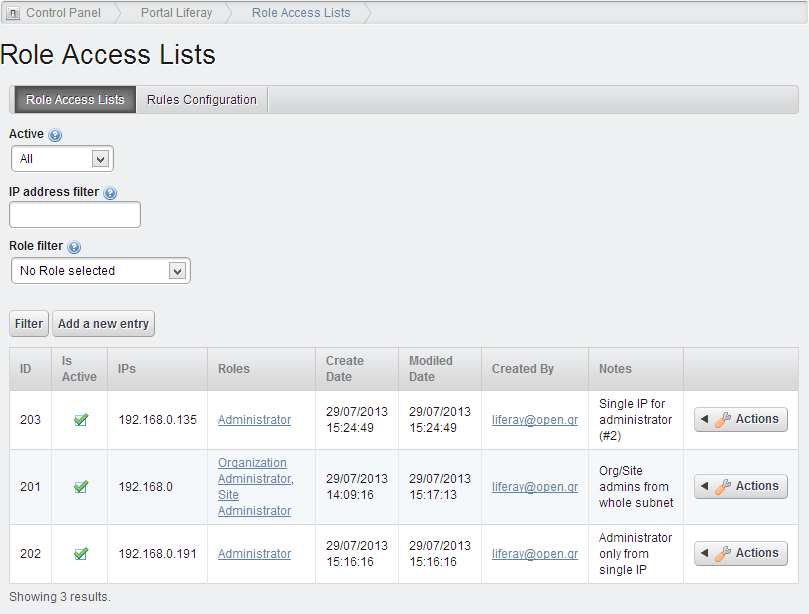 Control Panel Portal Liferay Role Access Lists
Role Access Lists
Role Access Lists Rules Configuration
Active
All
IP address filter
Role filter
No Role selected
Filter Add a new entry
ID Is Active IPs Roles Create Date Modiled Date Created By Notes
203 192.168.0.135 Administrator 29/07/2013 15:24:49 29/07/2013 15:24:49 liferay@open.gr Single IP for administrator (#2) Actions
201 192.168.0 Organization Administrator, Site Administrator 29/07/2013 14:09:16 29/07/2013 15:17:13 liferay@open.gr Org/Site admins from whole subnet Actions
202 192.168.0.191 Administrator 29/07/2013 15:16:16 29/07/2013 15:16:16 liferay@open.gr Administrator only from single IP Actions
Showing 3 results.